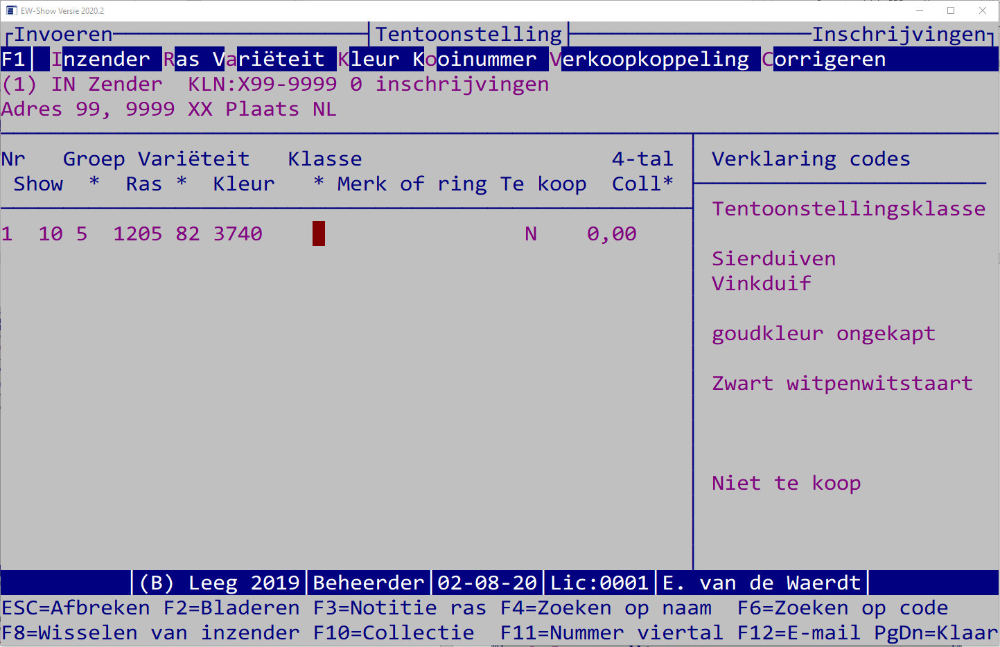 EW-Show Versie 2020.2
Invoeren Tentoonstelling Inschrijvingen
F1 Inzender Ras Variëteit Kleur Kooinummer Verkoopkoppeling Corrigeren
(1) IN Zender KLN:X99-9999 0 inschrijvingen
Adres 99, 9999 XX Plaats NL
Nr Groep Variëteit Klasse 4-tal
Show * Ras * Kleur * Merk of ring Te koop Coll*
1 10 5 1205 82 3740 N 0,00
Verklaring codes
Tentoonstellingsklasse
Sierduiven
Vinkduif
goudkleur ongekapt
Zwart witpenwitstaart
Niet te koop
(B) Leeg 2019 Beheerder 02-08-20 Lic:0001 E. van de Waerdt
ESC=Afbreken F2=Bladeren F3=Notitie ras F4=Zoeken op naam F6=Zoeken op code
F8=Wisselen van inzender F10=Collectie F11=Nummer viertal F12=E-mail PgDn=Klaar